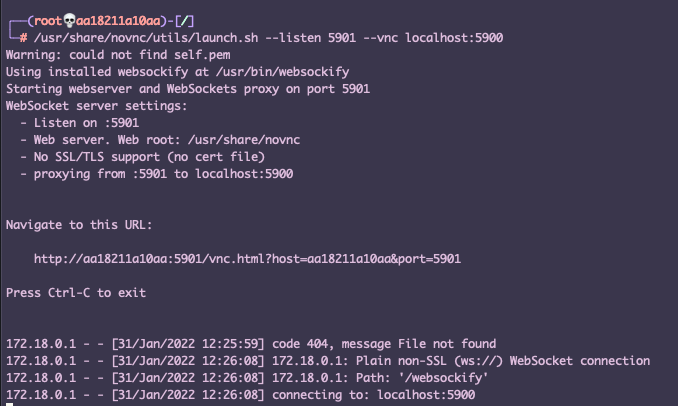 ┌──(root💀aa18211a10aa)-[/]
└─# /usr/share/novnc/utils/launch.sh --listen 5901 --vnc localhost:5900
Warning: could not find self.pem
Using installed websockify at /usr/bin/websockify
Starting webserver and WebSockets proxy on port 5901
WebSocket server settings:
  - Listen on :5901
  - Web server. Web root: /usr/share/novnc
  - No SSL/TLS support (no cert file)
  - proxying from :5901 to localhost:5900
Navigate to this URL:
    http://aa18211a10aa:5901/vnc.html?host=aa18211a10aa&port=5901
Press Ctrl-C to exit
172.18.0.1 - - [31/Jan/2022 12:25:59] code 404, message File not found
172.18.0.1 - - [31/Jan/2022 12:26:08] 172.18.0.1: Plain non-SSL (ws://) WebSocket connection
172.18.0.1 - - [31/Jan/2022 12:26:08] 172.18.0.1: Path: '/websockify'
172.18.0.1 - - [31/Jan/2022 12:26:08] connecting to: localhost:5900